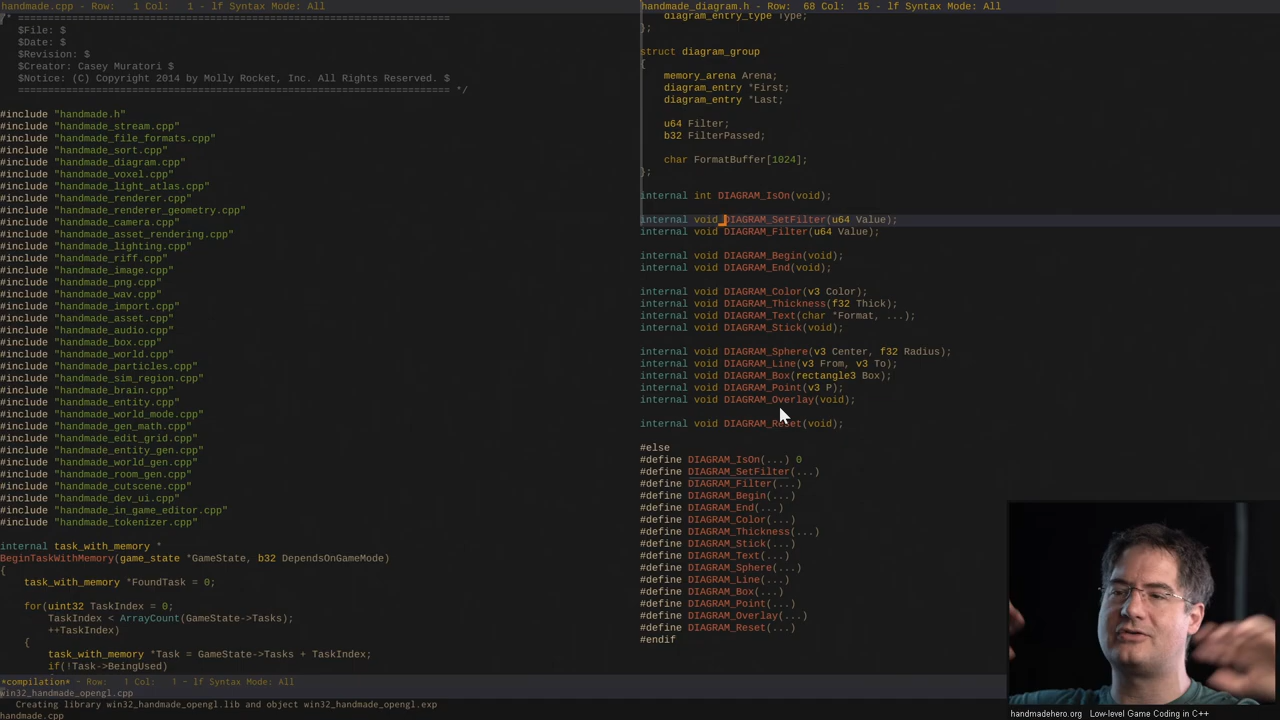 handmade.cpp - Row:   1 Col:   1 - lf Syntax Mode: All
/* ========================================================================
$File: $
$Date: $
$Revision: $
$Creator: Casey Muratori $
$Notice: (C) Copyright 2014 by Molly Rocket, Inc. All Rights Reserved. $
======================================================================== */
#include "handmade.h"
#include "handmade_stream.cpp"
#include "handmade_file_formats.cpp"
#include "handmade_sort.cpp"
#include "handmade_diagram.cpp"
#include "handmade_voxel.cpp"
#include "handmade_light_atlas.cpp"
#include "handmade_renderer.cpp"
#include "handmade_renderer_geometry.cpp"
#include "handmade_camera.cpp"
#include "handmade_asset_rendering.cpp"
#include "handmade_lighting.cpp"
#include "handmade_riff.cpp"
#include "handmade_image.cpp"
#include "handmade_png.cpp"
#include "handmade_wav.cpp"
#include "handmade_import.cpp"
#include "handmade_asset.cpp"
#include "handmade_audio.cpp"
#include "handmade_box.cpp"
#include "handmade_world.cpp"
#include "handmade_particles.cpp"
#include "handmade_sim_region.cpp"
#include "handmade_brain.cpp"
#include "handmade_entity.cpp"
#include "handmade_world_mode.cpp"
#include "handmade_gen_math.cpp"
#include "handmade_edit_grid.cpp"
#include "handmade_entity_gen.cpp"
#include "handmade_world_gen.cpp"
#include "handmade_room_gen.cpp"
#include "handmade_cutscene.cpp"
#include "handmade_dev_ui.cpp"
#include "handmade_in_game_editor.cpp"
#include "handmade_tokenizer.cpp"
internal task_with_memory *
BeginTaskWithMemory(game_state *GameState, b32 DependsOnGameMode)
{
task_with_memory *FoundTask = 0;
for(uint32 TaskIndex = 0;
TaskIndex < ArrayCount(GameState->Tasks);
++TaskIndex)
{
task_with_memory *Task = GameState->Tasks + TaskIndex;
if(!Task->BeingUsed)
*compilation* - Row:   1 Col:   1 - lf Syntax Mode: All
win32_handmade_opengl.cpp
Creating library win32_handmade_opengl.lib and object win32_handmade_opengl.exp
handmade.cpp
handmade_diagram.h - Row:  68 Col:  15 - lf Syntax Mode: All
diagram_entry_type Type;
};
struct diagram_group
{
memory_arena Arena;
diagram_entry *First;
diagram_entry *Last;
u64 Filter;
b32 FilterPassed;
char FormatBuffer[1024];
};
internal int DIAGRAM_IsOn(void);
internal void DIAGRAM_SetFilter(u64 Value);
internal void DIAGRAM_Filter(u64 Value);
internal void DIAGRAM_Begin(void);
internal void DIAGRAM_End(void);
internal void DIAGRAM_Color(v3 Color);
internal void DIAGRAM_Thickness(f32 Thick);
internal void DIAGRAM_Text(char *Format, ...);
internal void DIAGRAM_Stick(void);
internal void DIAGRAM_Sphere(v3 Center, f32 Radius);
internal void DIAGRAM_Line(v3 From, v3 To);
internal void DIAGRAM_Box(rectangle3 Box);
internal void DIAGRAM_Point(v3 P);
internal void DIAGRAM_Overlay(void);
internal void DIAGRAM_Reset(void);
#else
#define DIAGRAM_IsOn(...) 0
#define DIAGRAM_SetFilter(...)
#define DIAGRAM_Filter(...)
#define DIAGRAM_Begin(...)
#define DIAGRAM_End(...)
#define DIAGRAM_Color(...)
#define DIAGRAM_Thickness(...)
#define DIAGRAM_Stick(...)
#define DIAGRAM_Text(...)
#define DIAGRAM_Sphere(...)
#define DIAGRAM_Line(...)
#define DIAGRAM_Box(...)
#define DIAGRAM_Point(...)
#define DIAGRAM_Overlay(...)
#define DIAGRAM_Reset(...)
#endif
handmadehero.org   Low-level Game Coding in C++